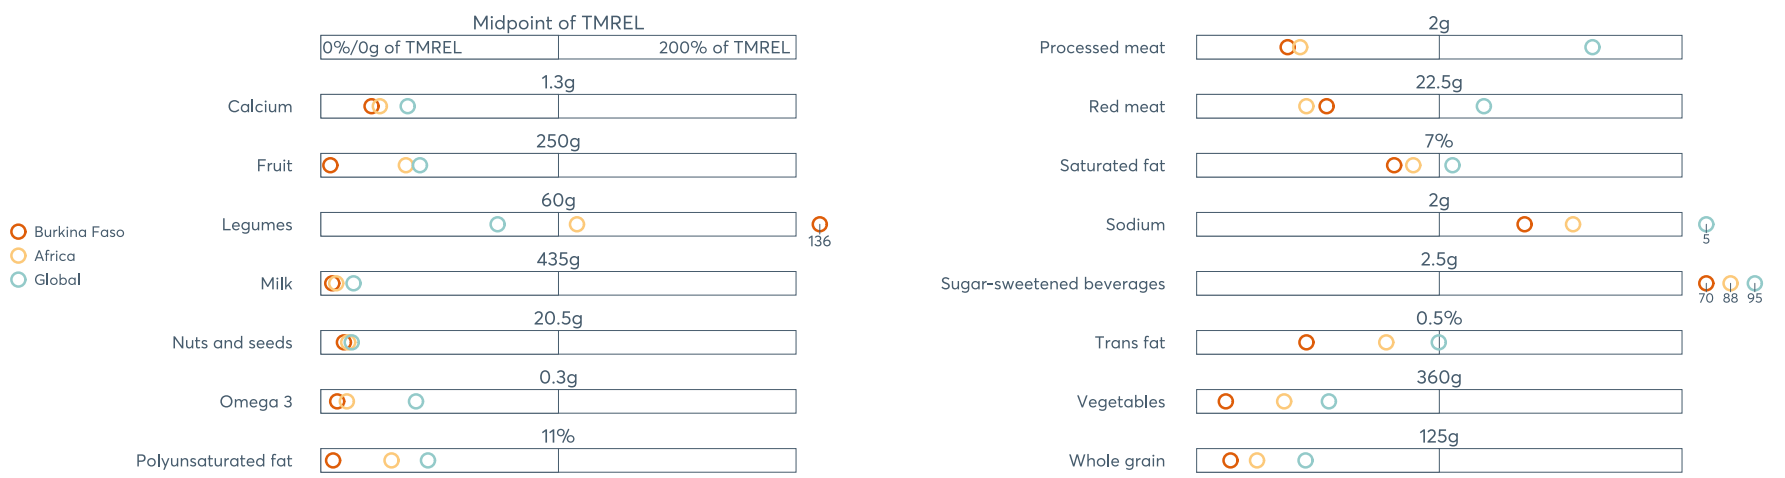 Midpoint of TMREL
0%/0g of TMREL 200% of TMREL
Calcium 1.3g
Fruit 250g
Legumes 60g
136
Milk 435g
Nuts and seeds 20.5g
Omega 3 0.3g
Polyunsaturated fat 11%
Burkina Faso
Africa
Global
Processed meat 2g
Red meat 22.5g
Saturated fat 7%
Sodium 2g
5
Sugar-sweetened beverages 2.5g
70 88 95
Trans fat 0.5%
Vegetables 360g
Whole grain 125g